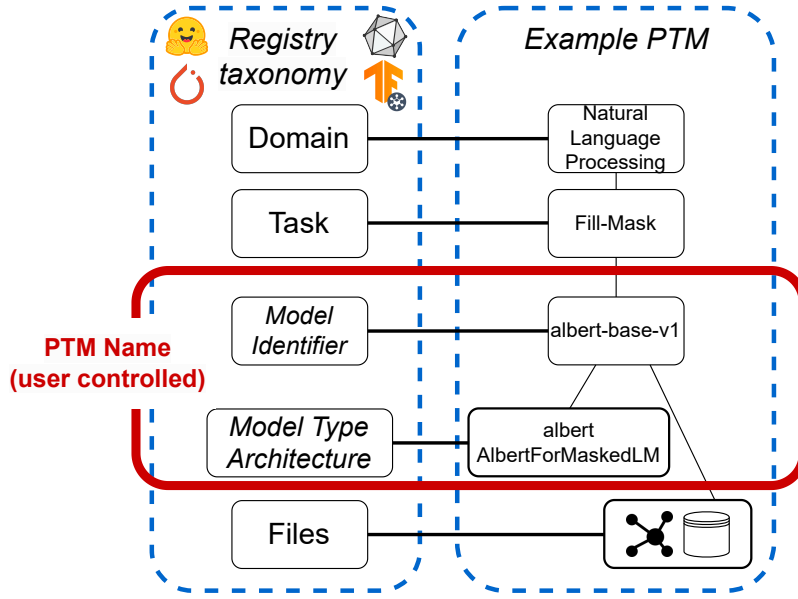 Registry
taxonomy
Example PTM
Domain
Natural
Language
Processing
Task
Fill-Mask
PTM Name
(user controlled)
Model
Identifier
albert-base-v1
Model Type
Architecture
albert
AlbertForMaskedLM
Files